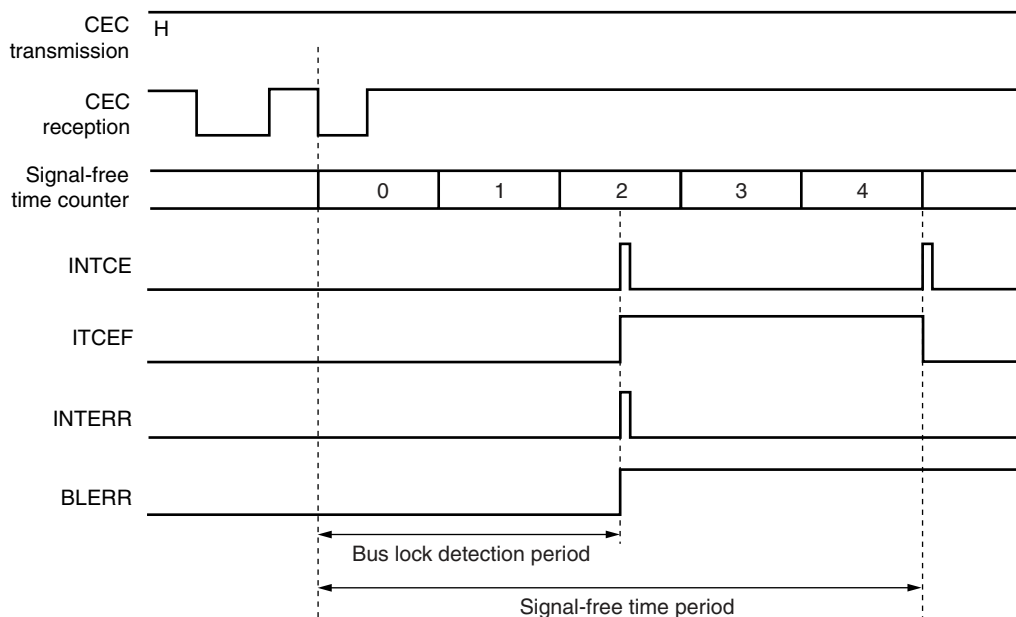 CEC
transmission
H
CEC
reception
Signal-free
time counter
0 1 2 3 4
INTCE
ITCEF
INTERR
BLERR
Bus lock detection period
Signal-free time period